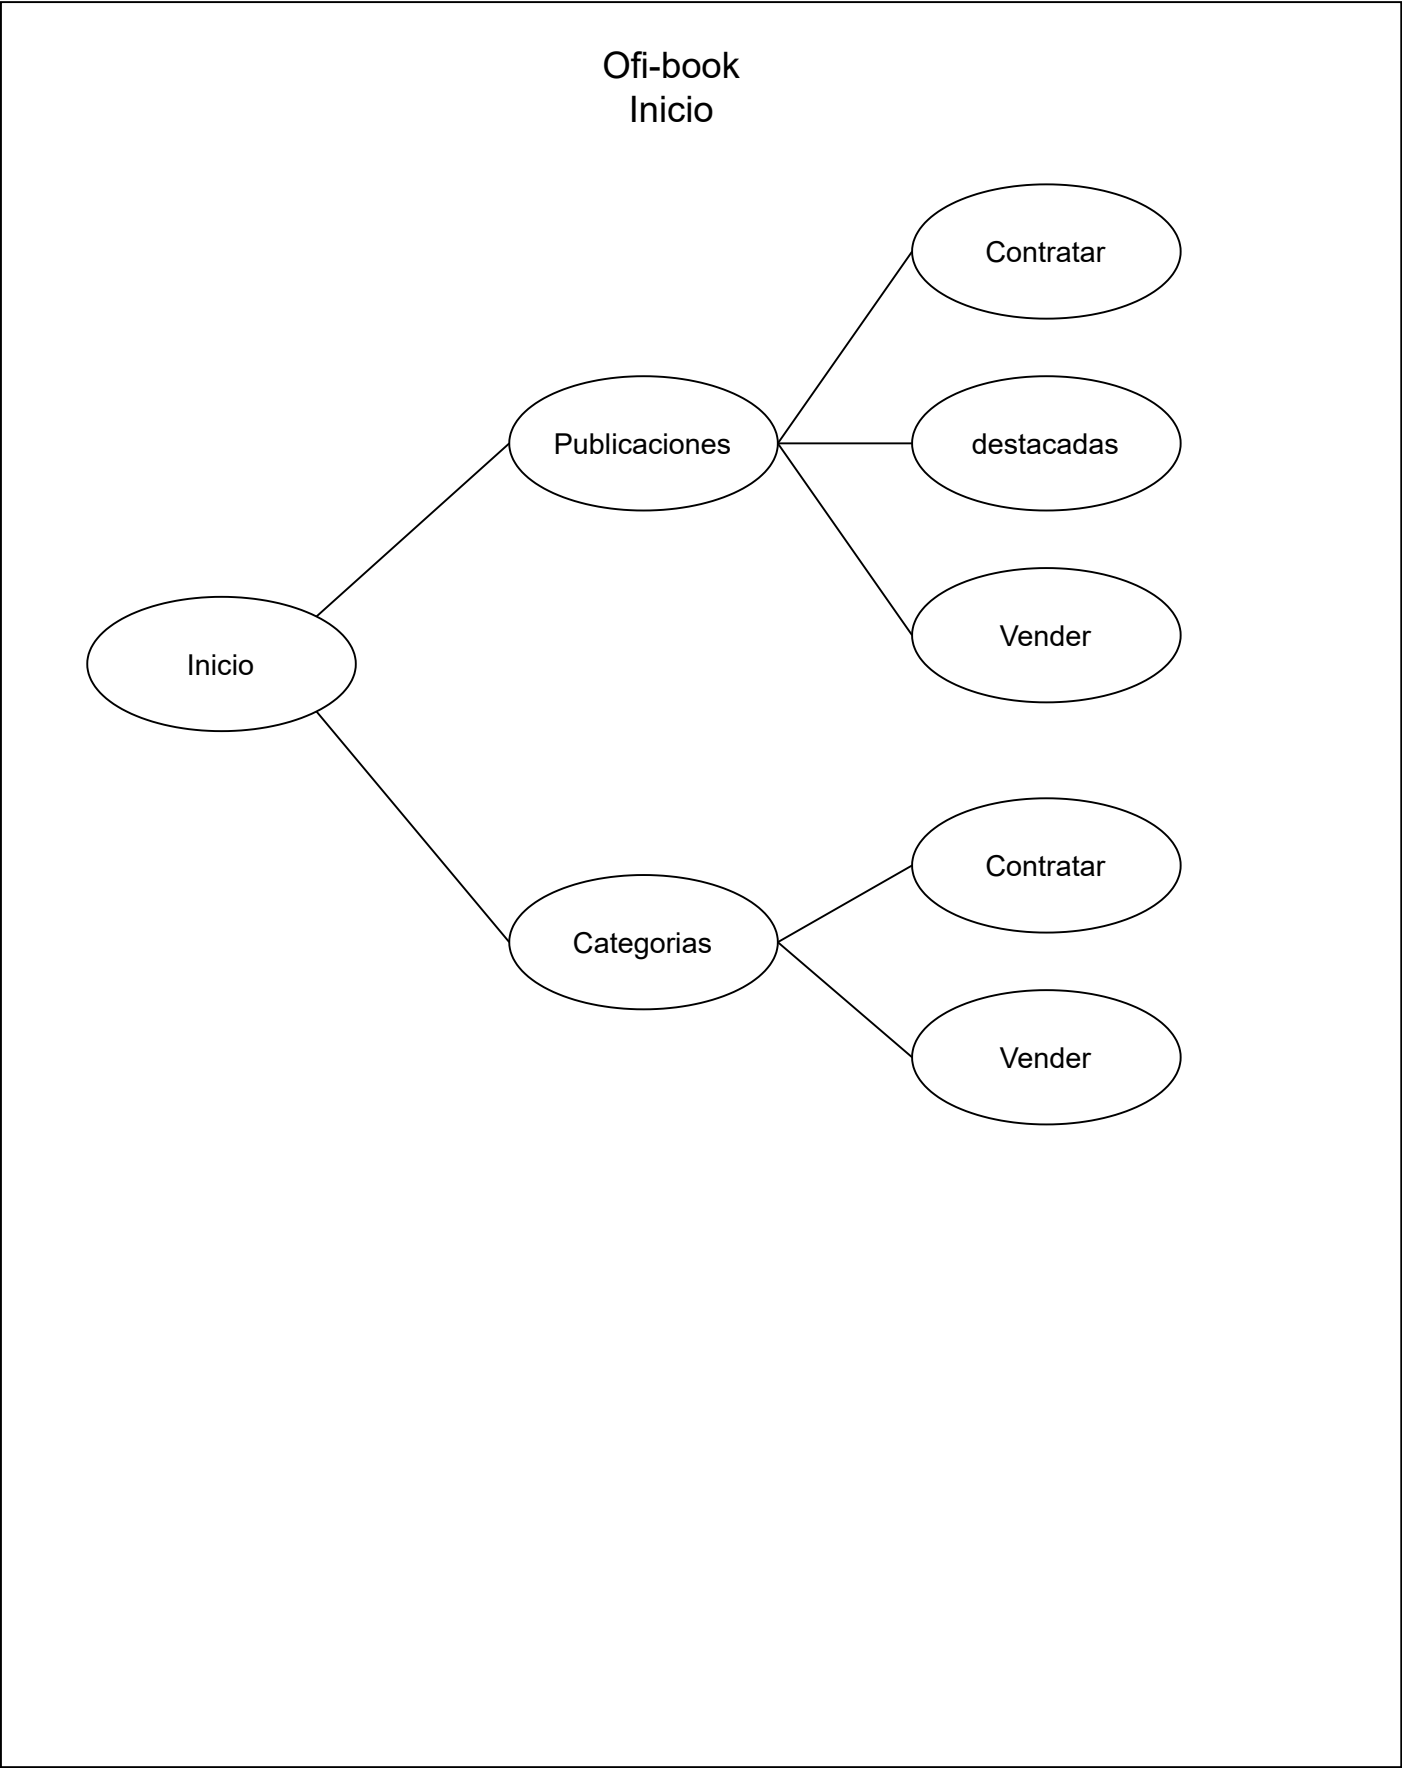 Ofi-book
Inicio
Contratar
Publicaciones
destacadas
Vender
Inicio
Contratar
Categorias
Vender